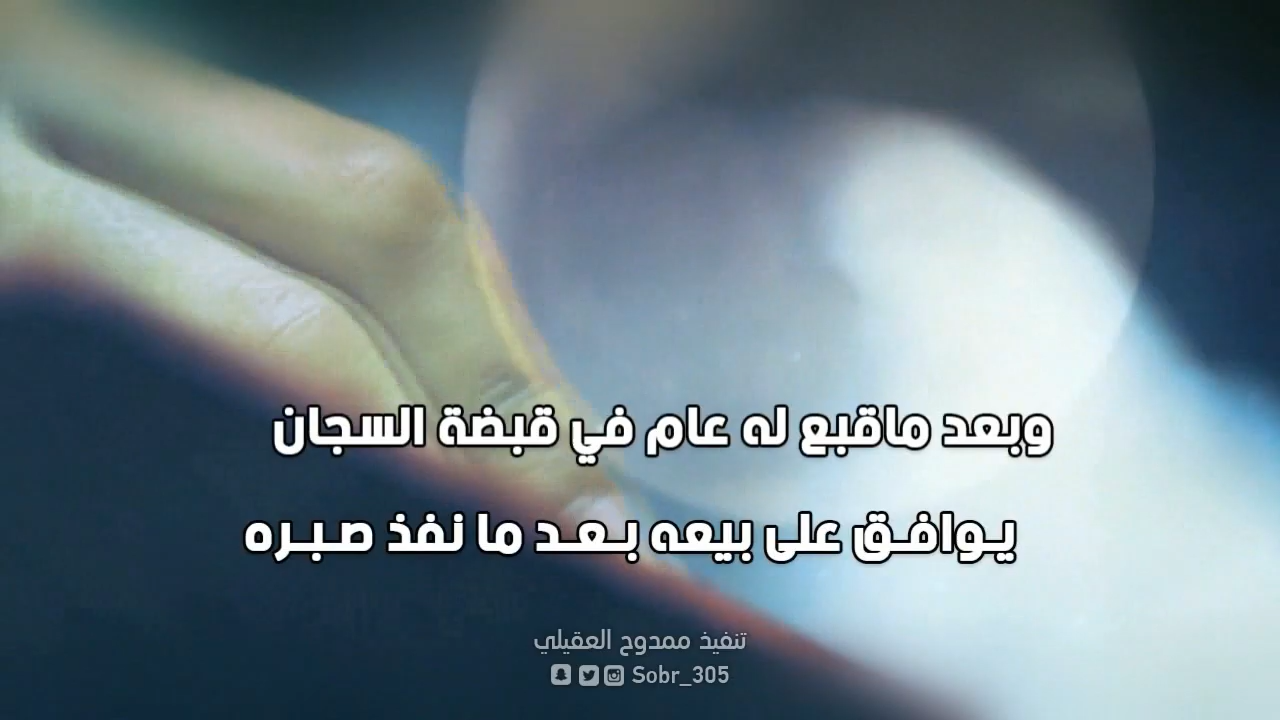 وبعد ماقبع له عام في قبضة السجان
يـوافـق على بيعه بـعـد ما نفذ صـبـره
تنفيذ ممدوح العقيلي
Sobr_305